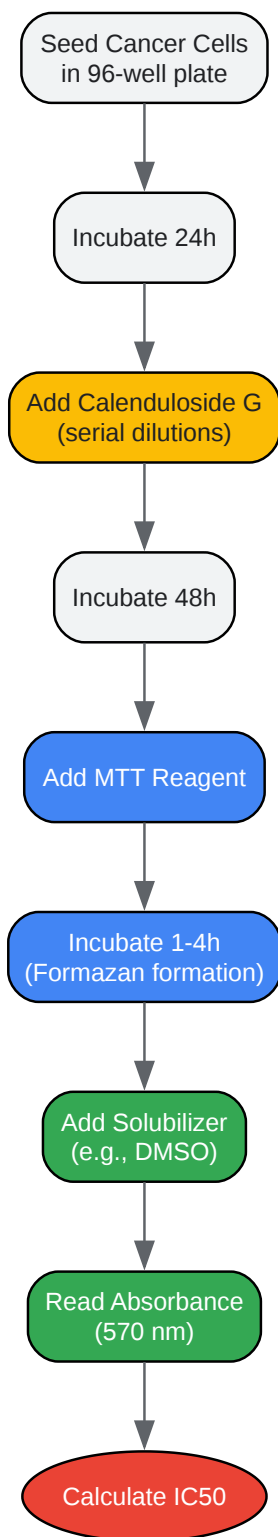 Seed Cancer Cells
in 96-well plate
Incubate 24h
Add Calenduloside G
(serial dilutions)
Incubate 48h
Add MTT Reagent
Incubate 1-4h
(Formazan formation)
Add Solubilizer
(e.g., DMSO)
Read Absorbance
(570 nm)
Calculate IC50